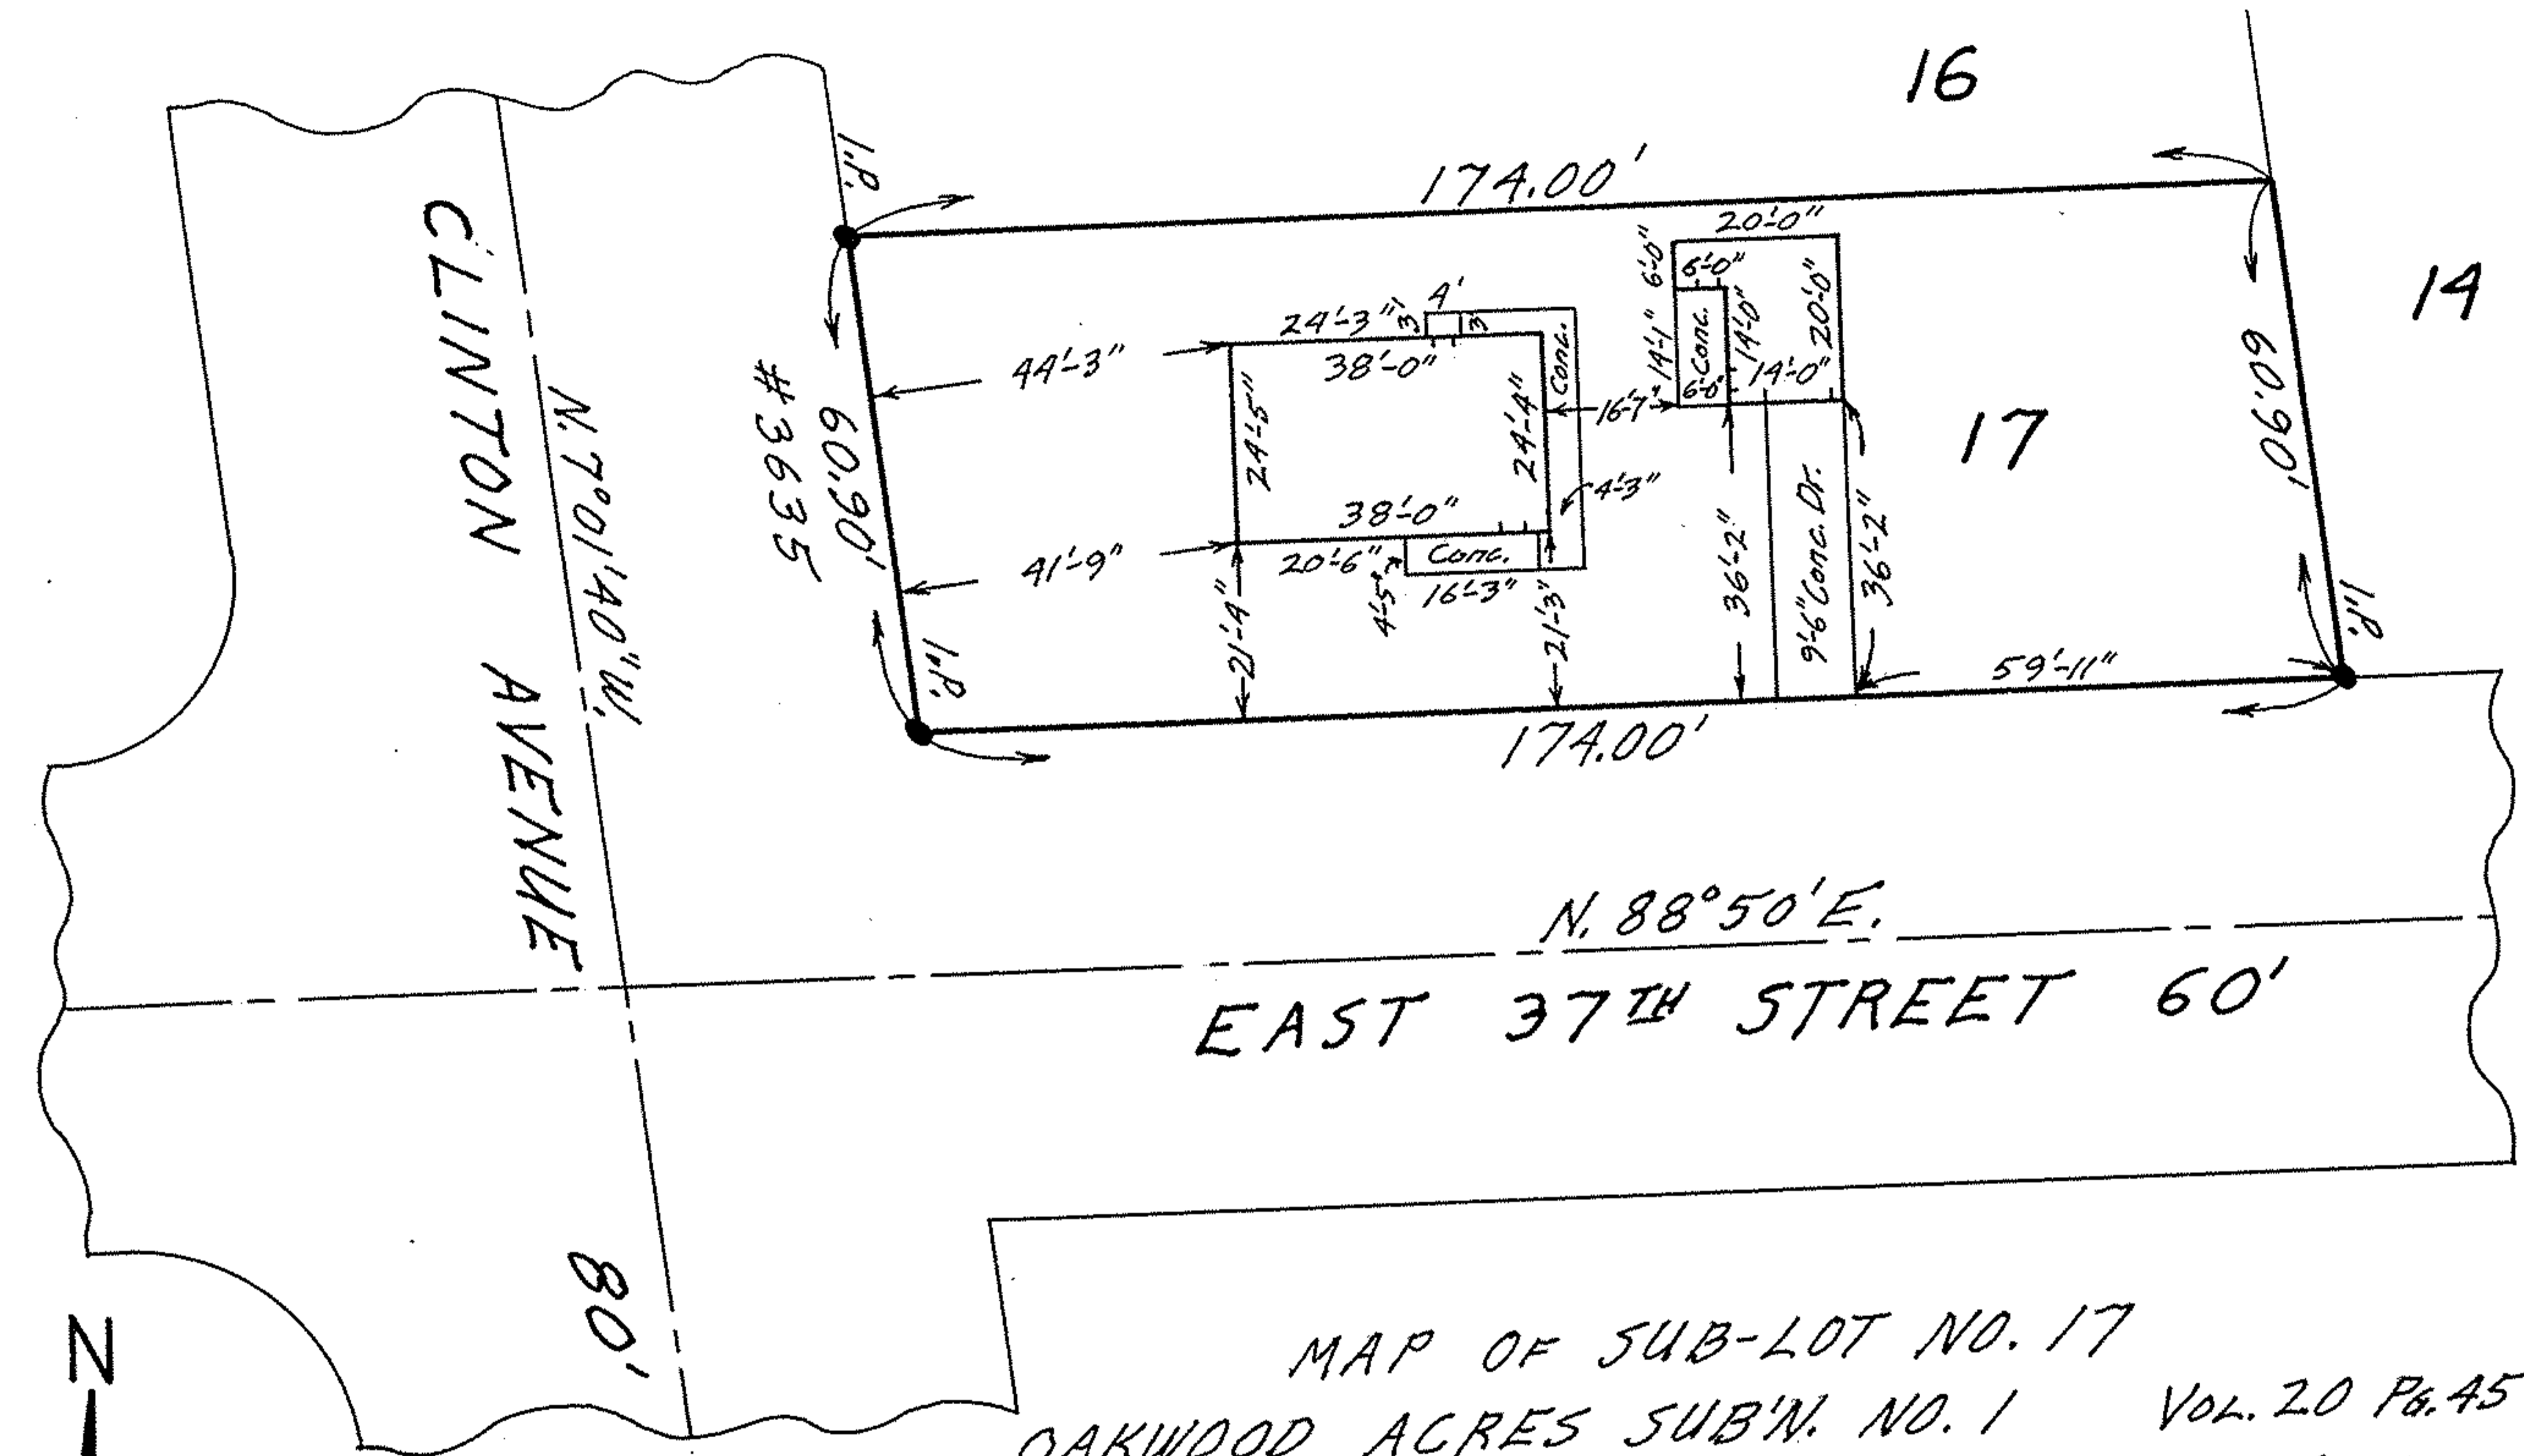 16
I.P.
174.00'
20'-0"
6'-0"
6'-0"
14
4'
24'-3"
3'
3'
Conc.
14'-1"
Conc.
14'-0"
20'-0"
44'-3"
38'-0"
6'-0"
14'-0"
60.90'
CLINTON AVENUE 80'
N. 7°01'40" W.
#3635
60.90'
24'-5"
24'-4"
16'-7"
17
4'-3"
38'-0"
9'-6" Conc. Dr.
41'-9"
20'-6"
Conc.
4'-5"
16'-3"
36'-2"
36'-2"
21'-4"
21'-3"
I.P.
59'-11"
I.P.
174.00'
N. 88°50' E.
EAST 37TH STREET 60'
N
MAP OF SUB-LOT NO. 17
OAKWOOD ACRES SUB'N. NO. 1 VOL. 20 PG. 45